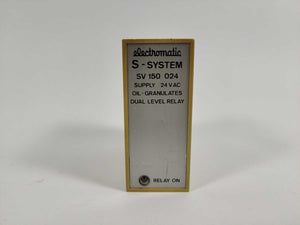 electromatic
S-SYSTEM
SV 150 024
SUPPLY 24 VAC
OIL-GRANULATES
DUAL LEVEL RELAY
RELAY ON